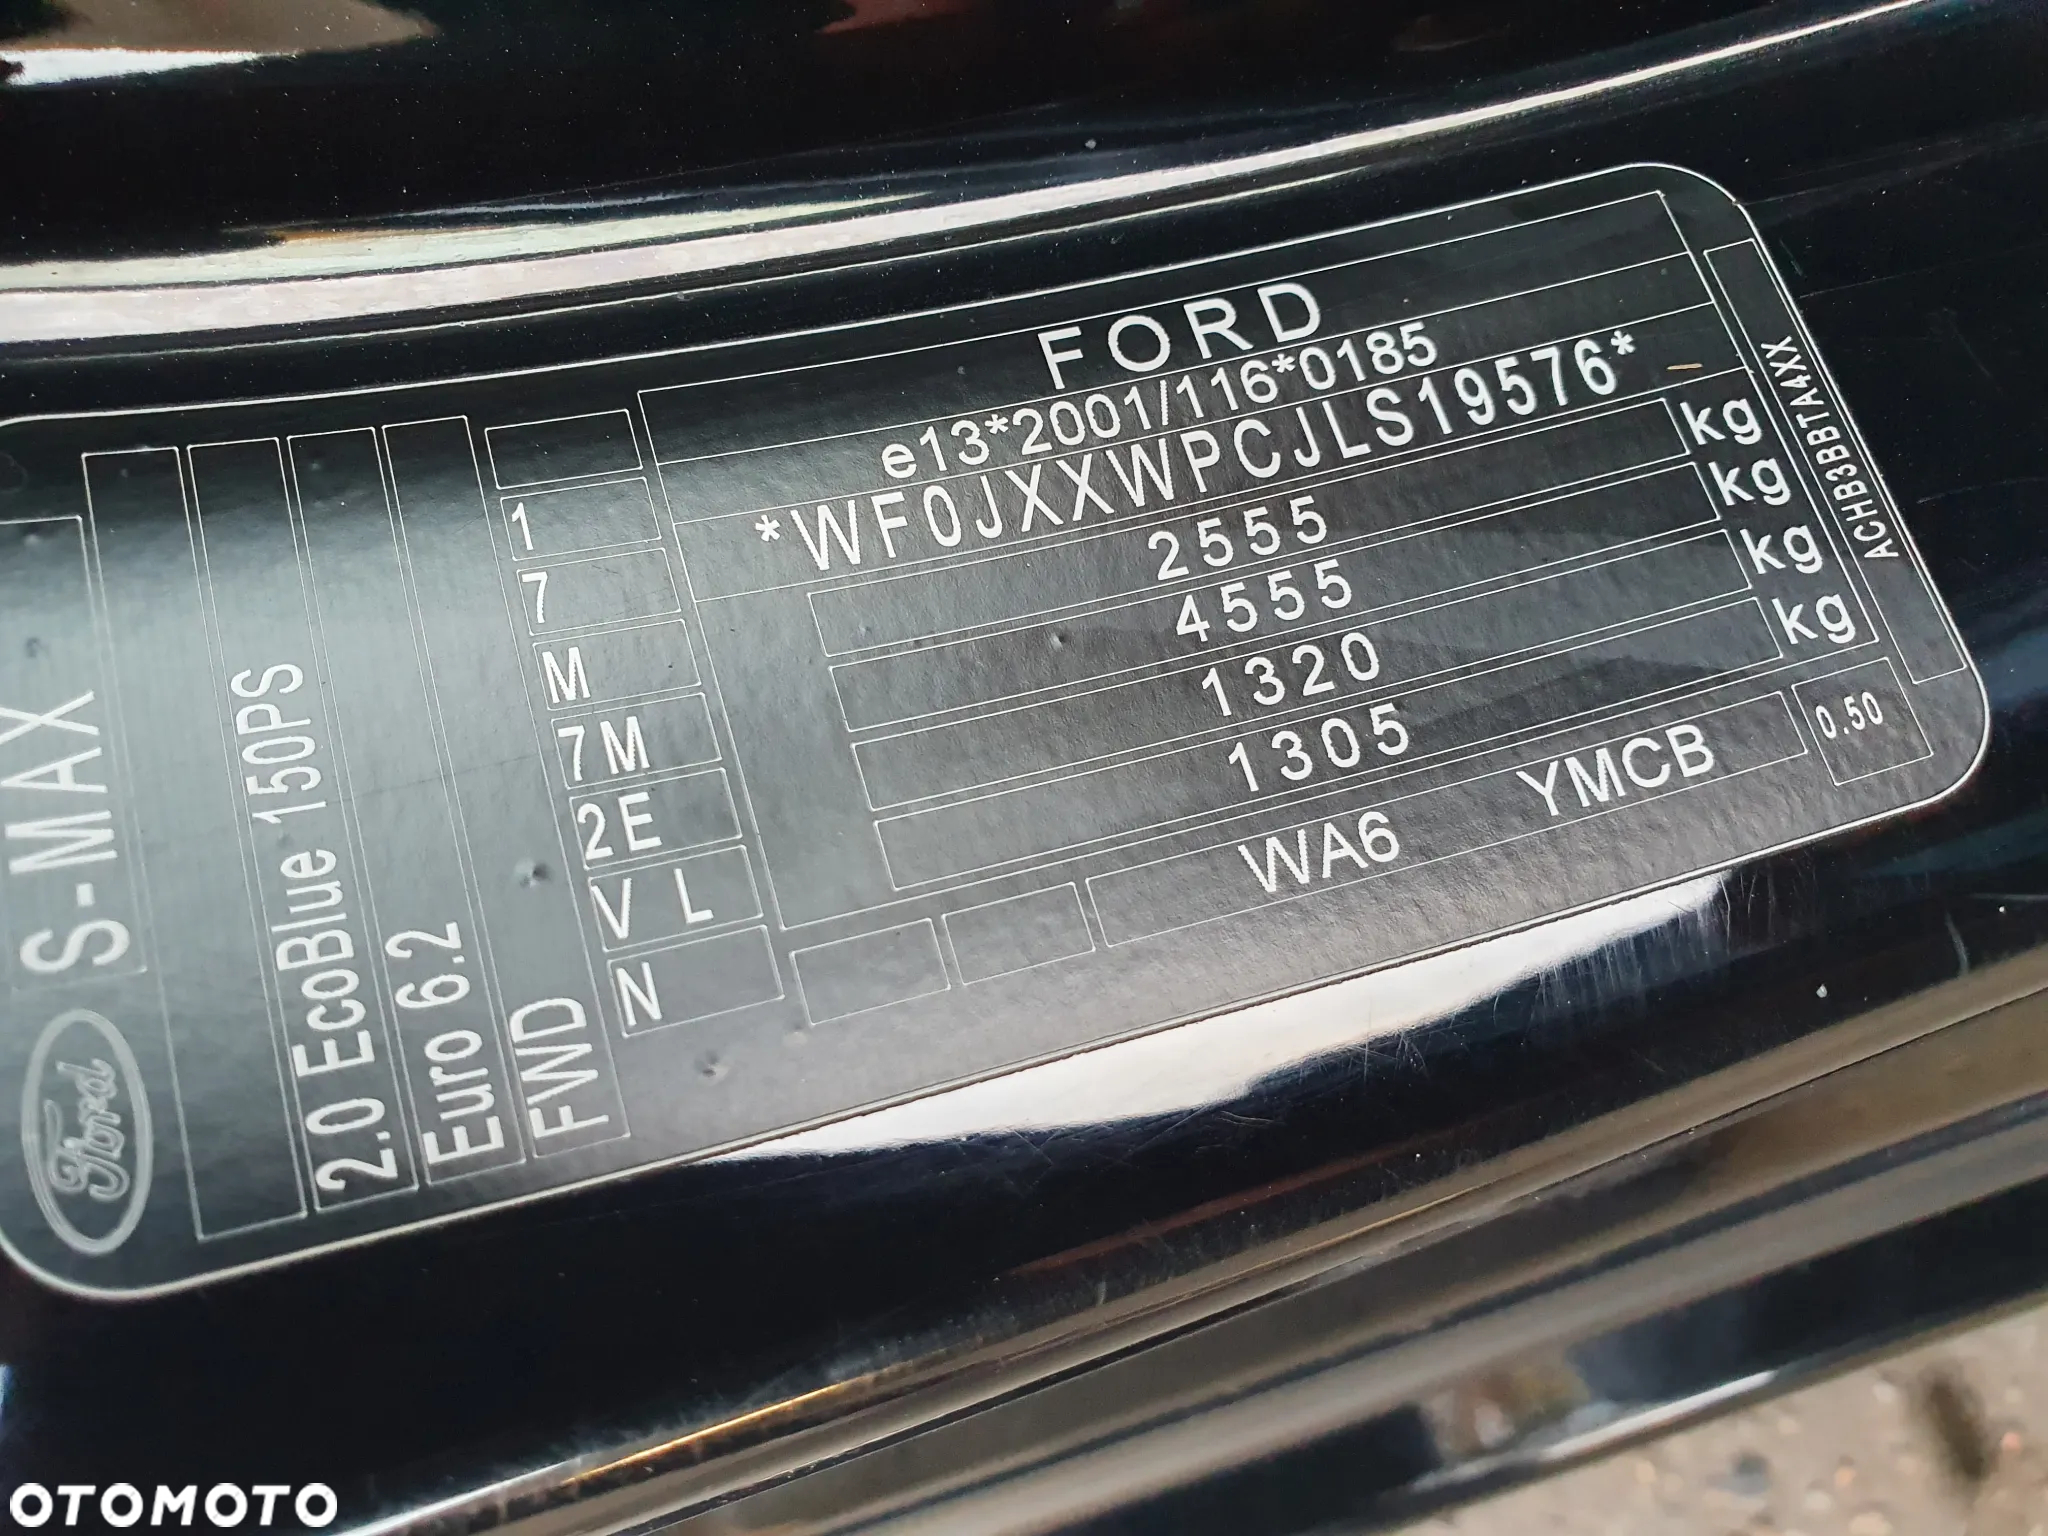 FORD
e13*2001/116*0185
*WF0JXXWPCJLS19576*
2555 kg
4555 kg
1320 kg
1305 kg
WA6 YMCB
0.50
ACHB3BBTA4XX
1
7
M
7M
2E
V L
N
Ford S-MAX
2.0 EcoBlue 150PS
Euro 6.2
FWD
OTOMOTO